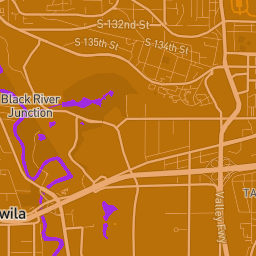 S 132nd St
S 135th St
S 134th St
Black River
Junction
wila
TA
Valley Fwy